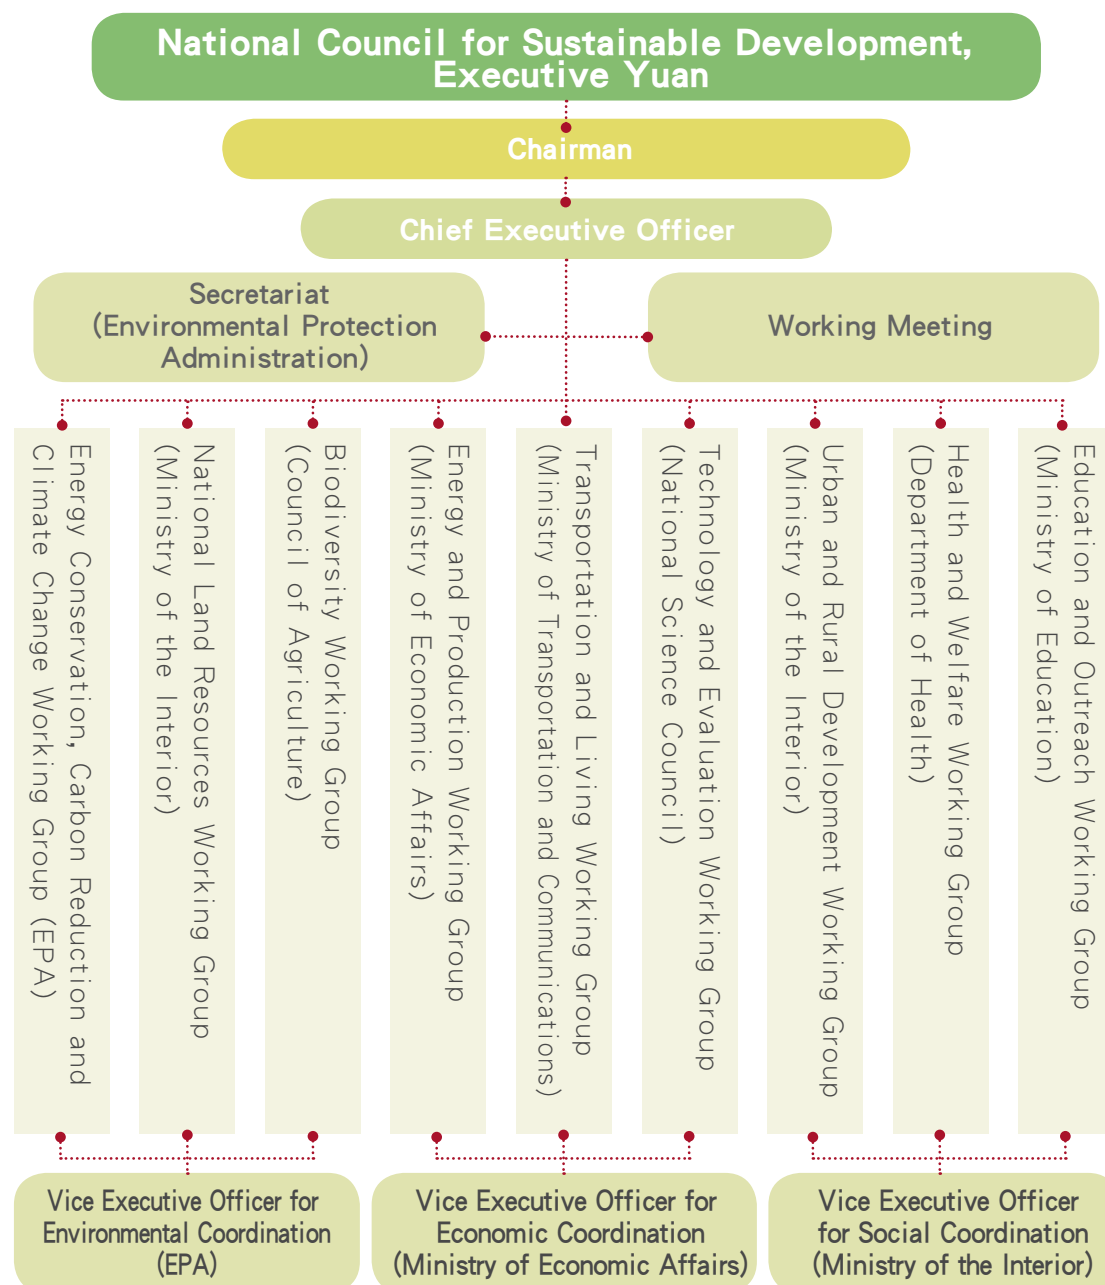 National Council for Sustainable Development,
Executive Yuan
Chairman
Chief Executive Officer
Secretariat
(Environmental Protection
Administration)
Working Meeting
Energy Conservation, Carbon Reduction and
Climate Change Working Group (EPA)
National Land Resources Working Group
(Ministry of the Interior)
Biodiversity Working Group
(Council of Agriculture)
Energy and Production Working Group
(Ministry of Economic Affairs)
Transportation and Living Working Group
(Ministry of Transportation and Communications)
Technology and Evaluation Working Group
(National Science Council)
Urban and Rural Development Working Group
(Ministry of the Interior)
Health and Welfare Working Group
(Department of Health)
Education and Outreach Working Group
(Ministry of Education)
Vice Executive Officer for
Environmental Coordination
(EPA)
Vice Executive Officer for
Economic Coordination
(Ministry of Economic Affairs)
Vice Executive Officer
for Social Coordination
(Ministry of the Interior)